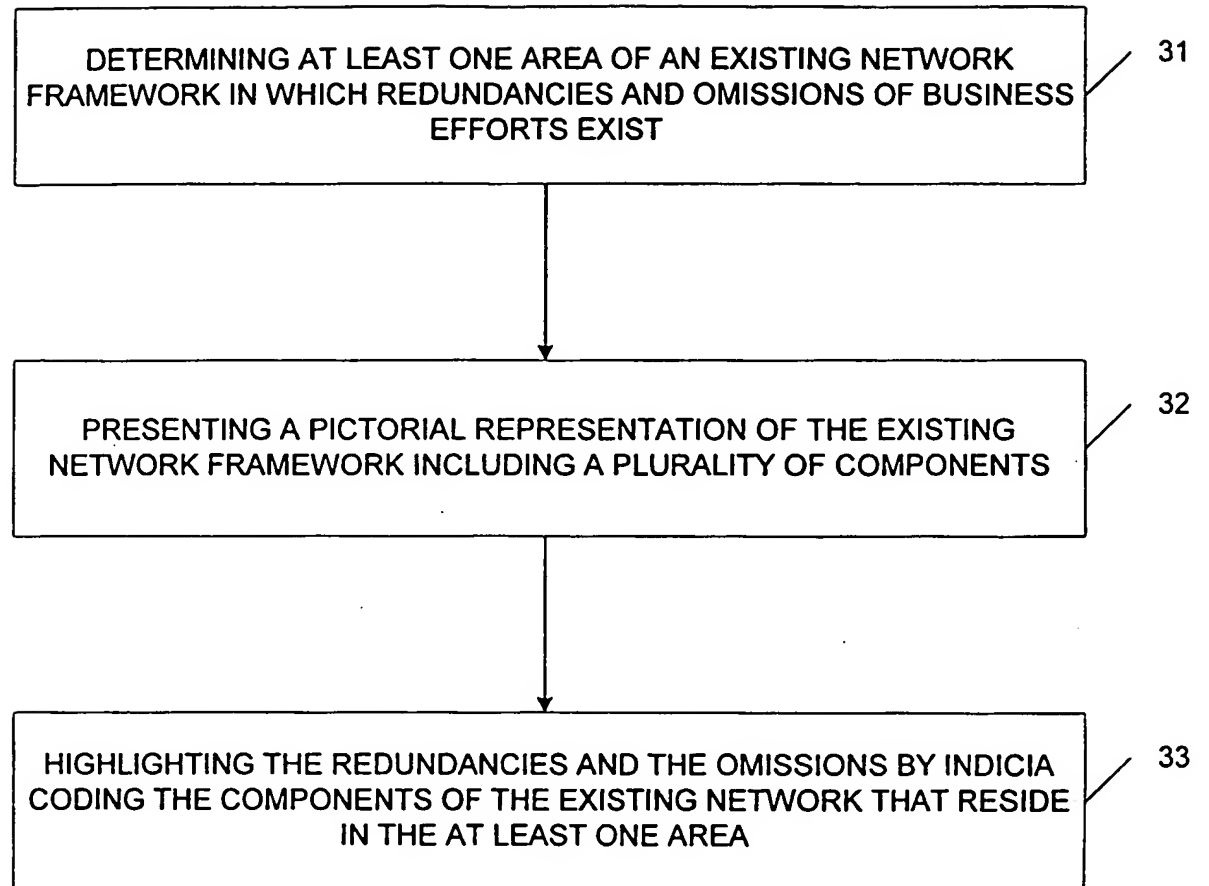 DETERMINING AT LEAST ONE AREA OF AN EXISTING NETWORK
FRAMEWORK IN WHICH REDUNDANCIES AND OMISSIONS OF BUSINESS
EFFORTS EXIST
31
PRESENTING A PICTORIAL REPRESENTATION OF THE EXISTING
NETWORK FRAMEWORK INCLUDING A PLURALITY OF COMPONENTS
32
HIGHLIGHTING THE REDUNDANCIES AND THE OMISSIONS BY INDICIA
CODING THE COMPONENTS OF THE EXISTING NETWORK THAT RESIDE
IN THE AT LEAST ONE AREA
33